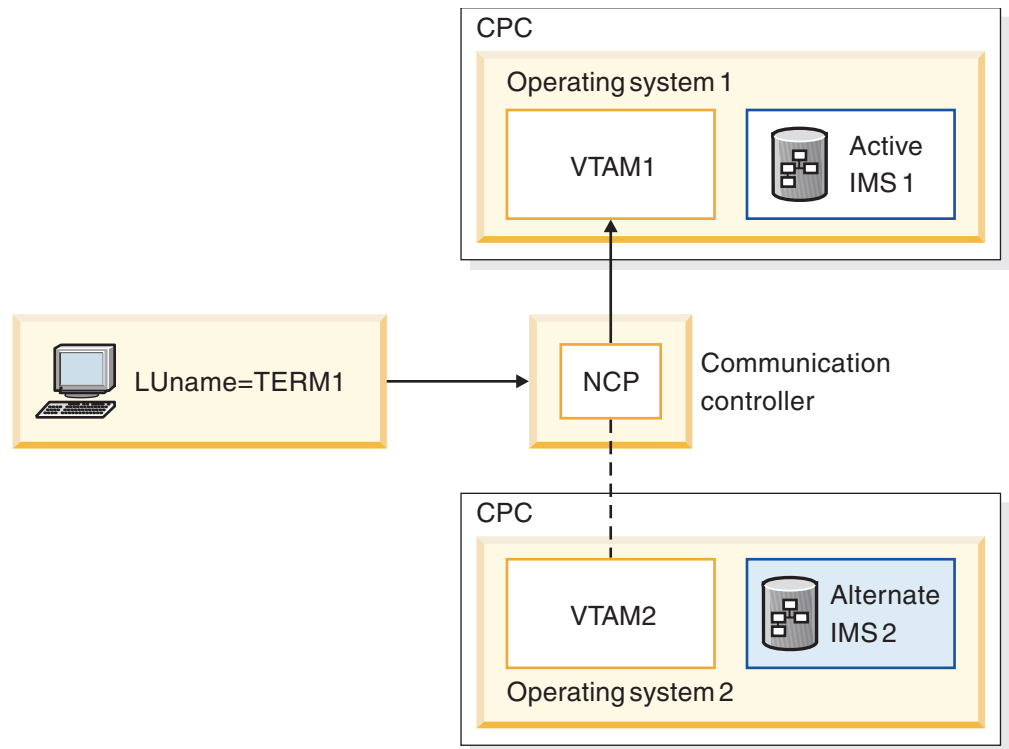 CPC
Operating system 1
VTAM1
Active
IMS 1
LUname=TERM1
NCP
Communication
controller
CPC
VTAM2
Alternate
IMS 2
Operating system 2